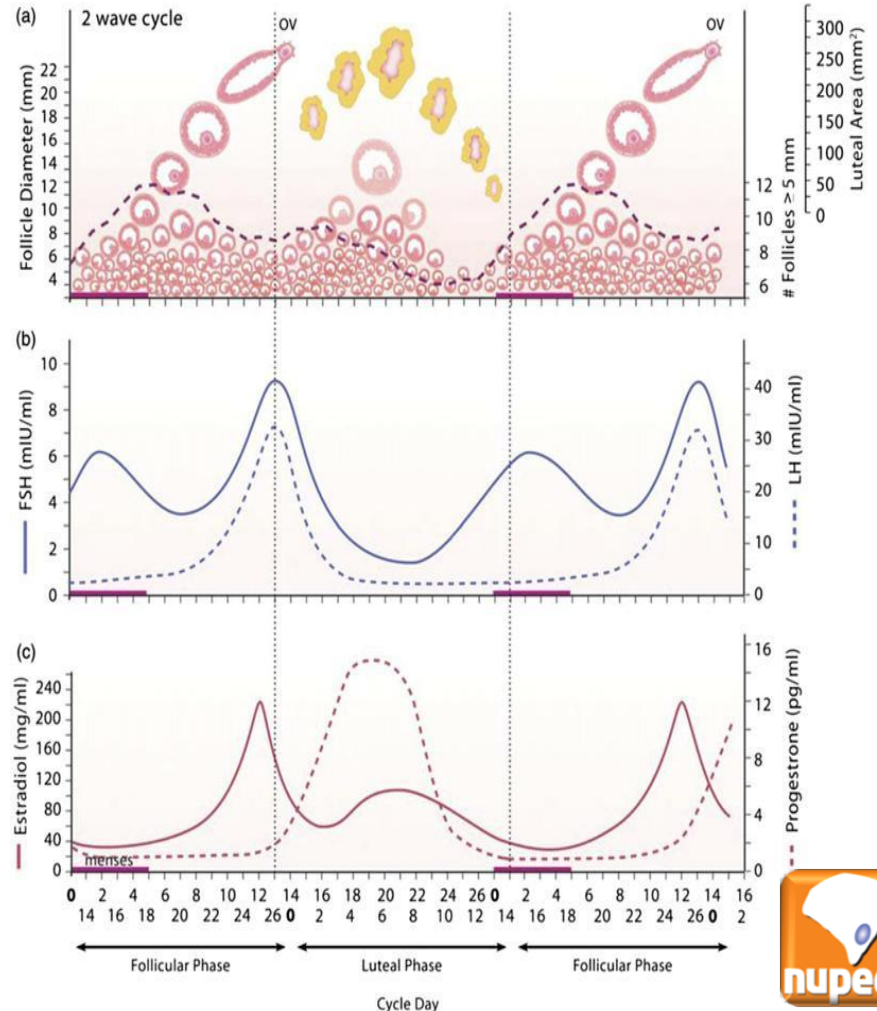 (a)
2 wave cycle
OV
OV
Follicle Diameter (mm)
22
20
18
16
14
12
10
8
6
4
# Follicles ≥ 5 mm
12
10
8
6
Luteal Area (mm²)
300
250
200
150
100
50
0
(b)
FSH (mIU/ml)
10
8
6
4
2
0
LH (mIU/ml)
40
30
20
10
0
(c)
Estradiol (mg/ml)
240
200
160
120
80
40
0
Progestrone (pg/ml)
16
12
8
4
0
menses
0 2 4 6 8 10 12 14 16 18 20 22 24 26 0 2 4 6 8 10 12 14 16
14 16 18 20 22 24 26 0 2 4 6 8 10 12 14 16 18 20 22 24 26 0 2
Follicular Phase
Luteal Phase
Follicular Phase
Cycle Day